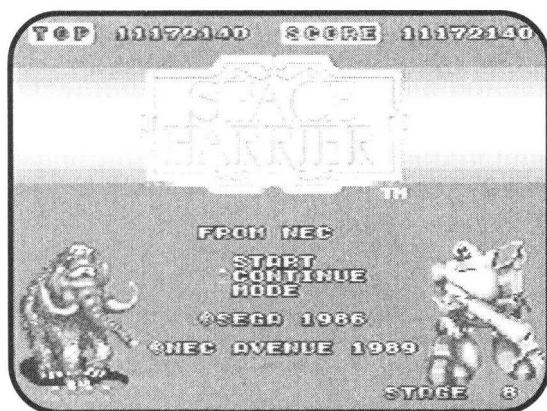 TOP 11172140 SCORE 11172140
SPACE
HARRIER
TM
FROM NEC
START
CONTINUE
MODE
©SEGA 1986
©NEC AVENUE 1989
STAGE 8